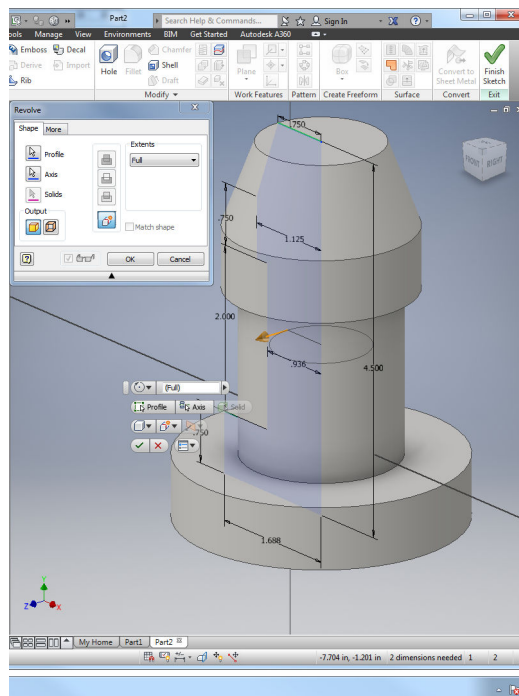 Part2
Search Help & Commands...
Sign In
ools Manage View Environments BIM Get Started Autodesk A360
Emboss Decal
Derive Import
Rib
Hole Fillet
Chamfer
Shell
Draft
Plane
Box
Convert to Sheet Metal
Finish Sketch
Modify Work Features Pattern Create Freeform Surface Convert Exit
Revolve
Shape More
Profile
Axis
Solids
Output
Extents
Full
Match shape
OK Cancel
FRONT RIGHT
.750
.750
1.125
2.000
.936
4.500
(Full)
Profile Axis Solid
.750
1.688
Y
Z X
My Home Part1 Part2
-7.704 in, -1.201 in 2 dimensions needed 1 2